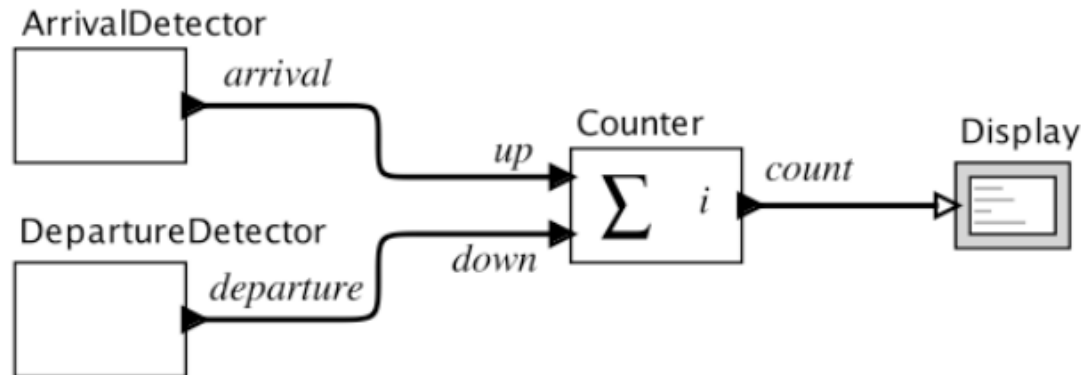 ArrivalDetector
arrival
Counter
Display
up
count
Σ i
DepartureDetector
down
departure